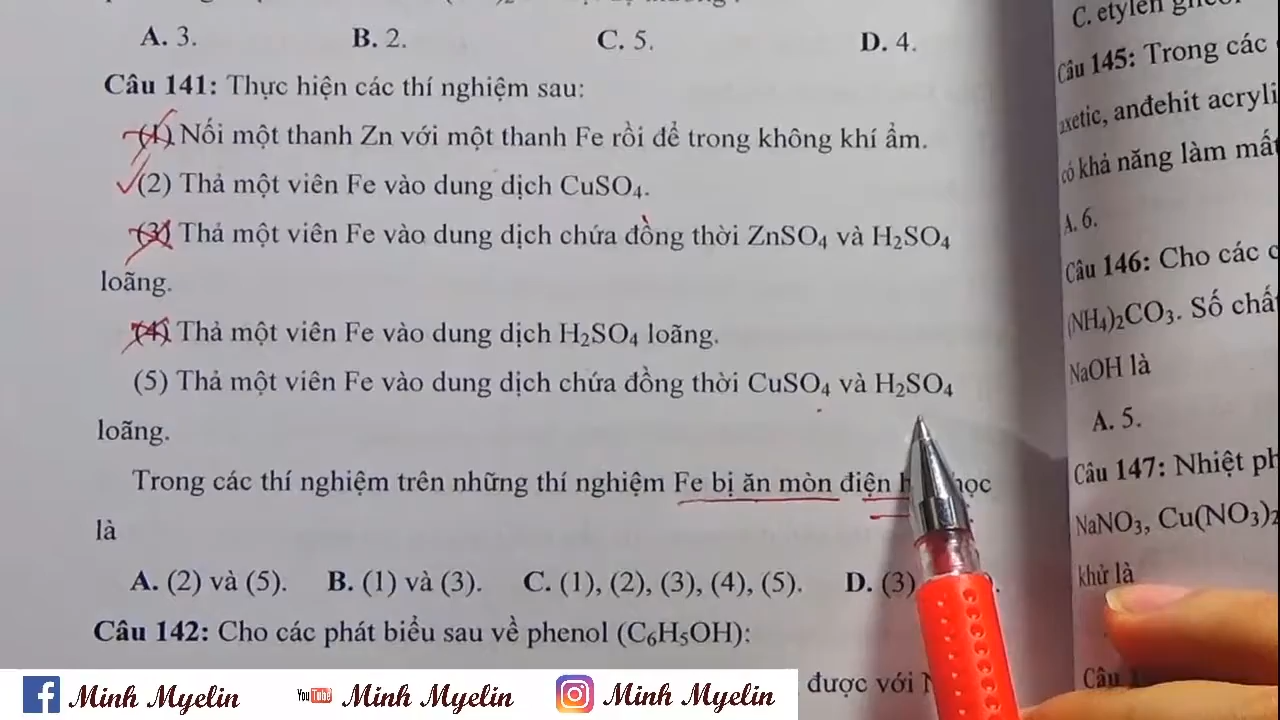 A. 3. B. 2. C. 5. D. 4.
Câu 141: Thực hiện các thí nghiệm sau:
(1) Nối một thanh Zn với một thanh Fe rồi để trong không khí ẩm.
(2) Thả một viên Fe vào dung dịch CuSO₄.
(3) Thả một viên Fe vào dung dịch chứa đồng thời ZnSO₄ và H₂SO₄
loãng.
(4) Thả một viên Fe vào dung dịch H₂SO₄ loãng.
(5) Thả một viên Fe vào dung dịch chứa đồng thời CuSO₄ và H₂SO₄
loãng.
Trong các thí nghiệm trên những thí nghiệm Fe bị ăn mòn điện học
là
A. (2) và (5). B. (1) và (3). C. (1), (2), (3), (4), (5). D. (3)
Câu 142: Cho các phát biểu sau về phenol (C₆H₅OH):
được với
C. etylen
Câu 145: Trong các
axetic, anđehit acryli
có khả năng làm mất
A. 6.
Câu 146: Cho các
(NH₄)₂CO₃. Số chất
NaOH là
A. 5.
Câu 147: Nhiệt ph
NaNO₃, Cu(NO₃)₂
khử là
Câu
Minh Myelin YouTube Minh Myelin Minh Myelin